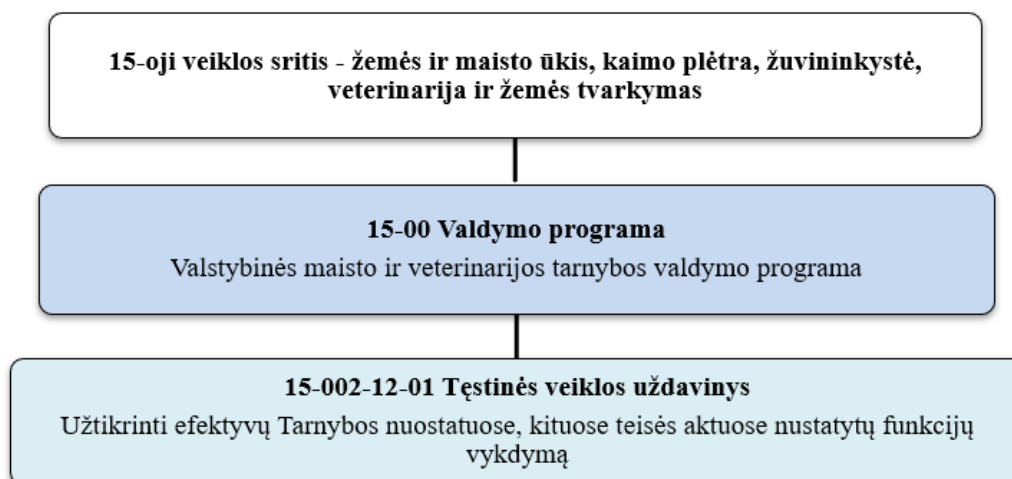 15-oji veiklos sritis - žemės ir maisto ūkis, kaimo plėtra, žuvininkystė,
veterinarija ir žemės tvarkymas
15-00 Valdymo programa
Valstybinės maisto ir veterinarijos tarnybos valdymo programa
15-002-12-01 Tęstinės veiklos uždavinys
Užtikrinti efektyvų Tarnybos nuostatuose, kituose teisės aktuose nustatytų funkcijų
vykdymą